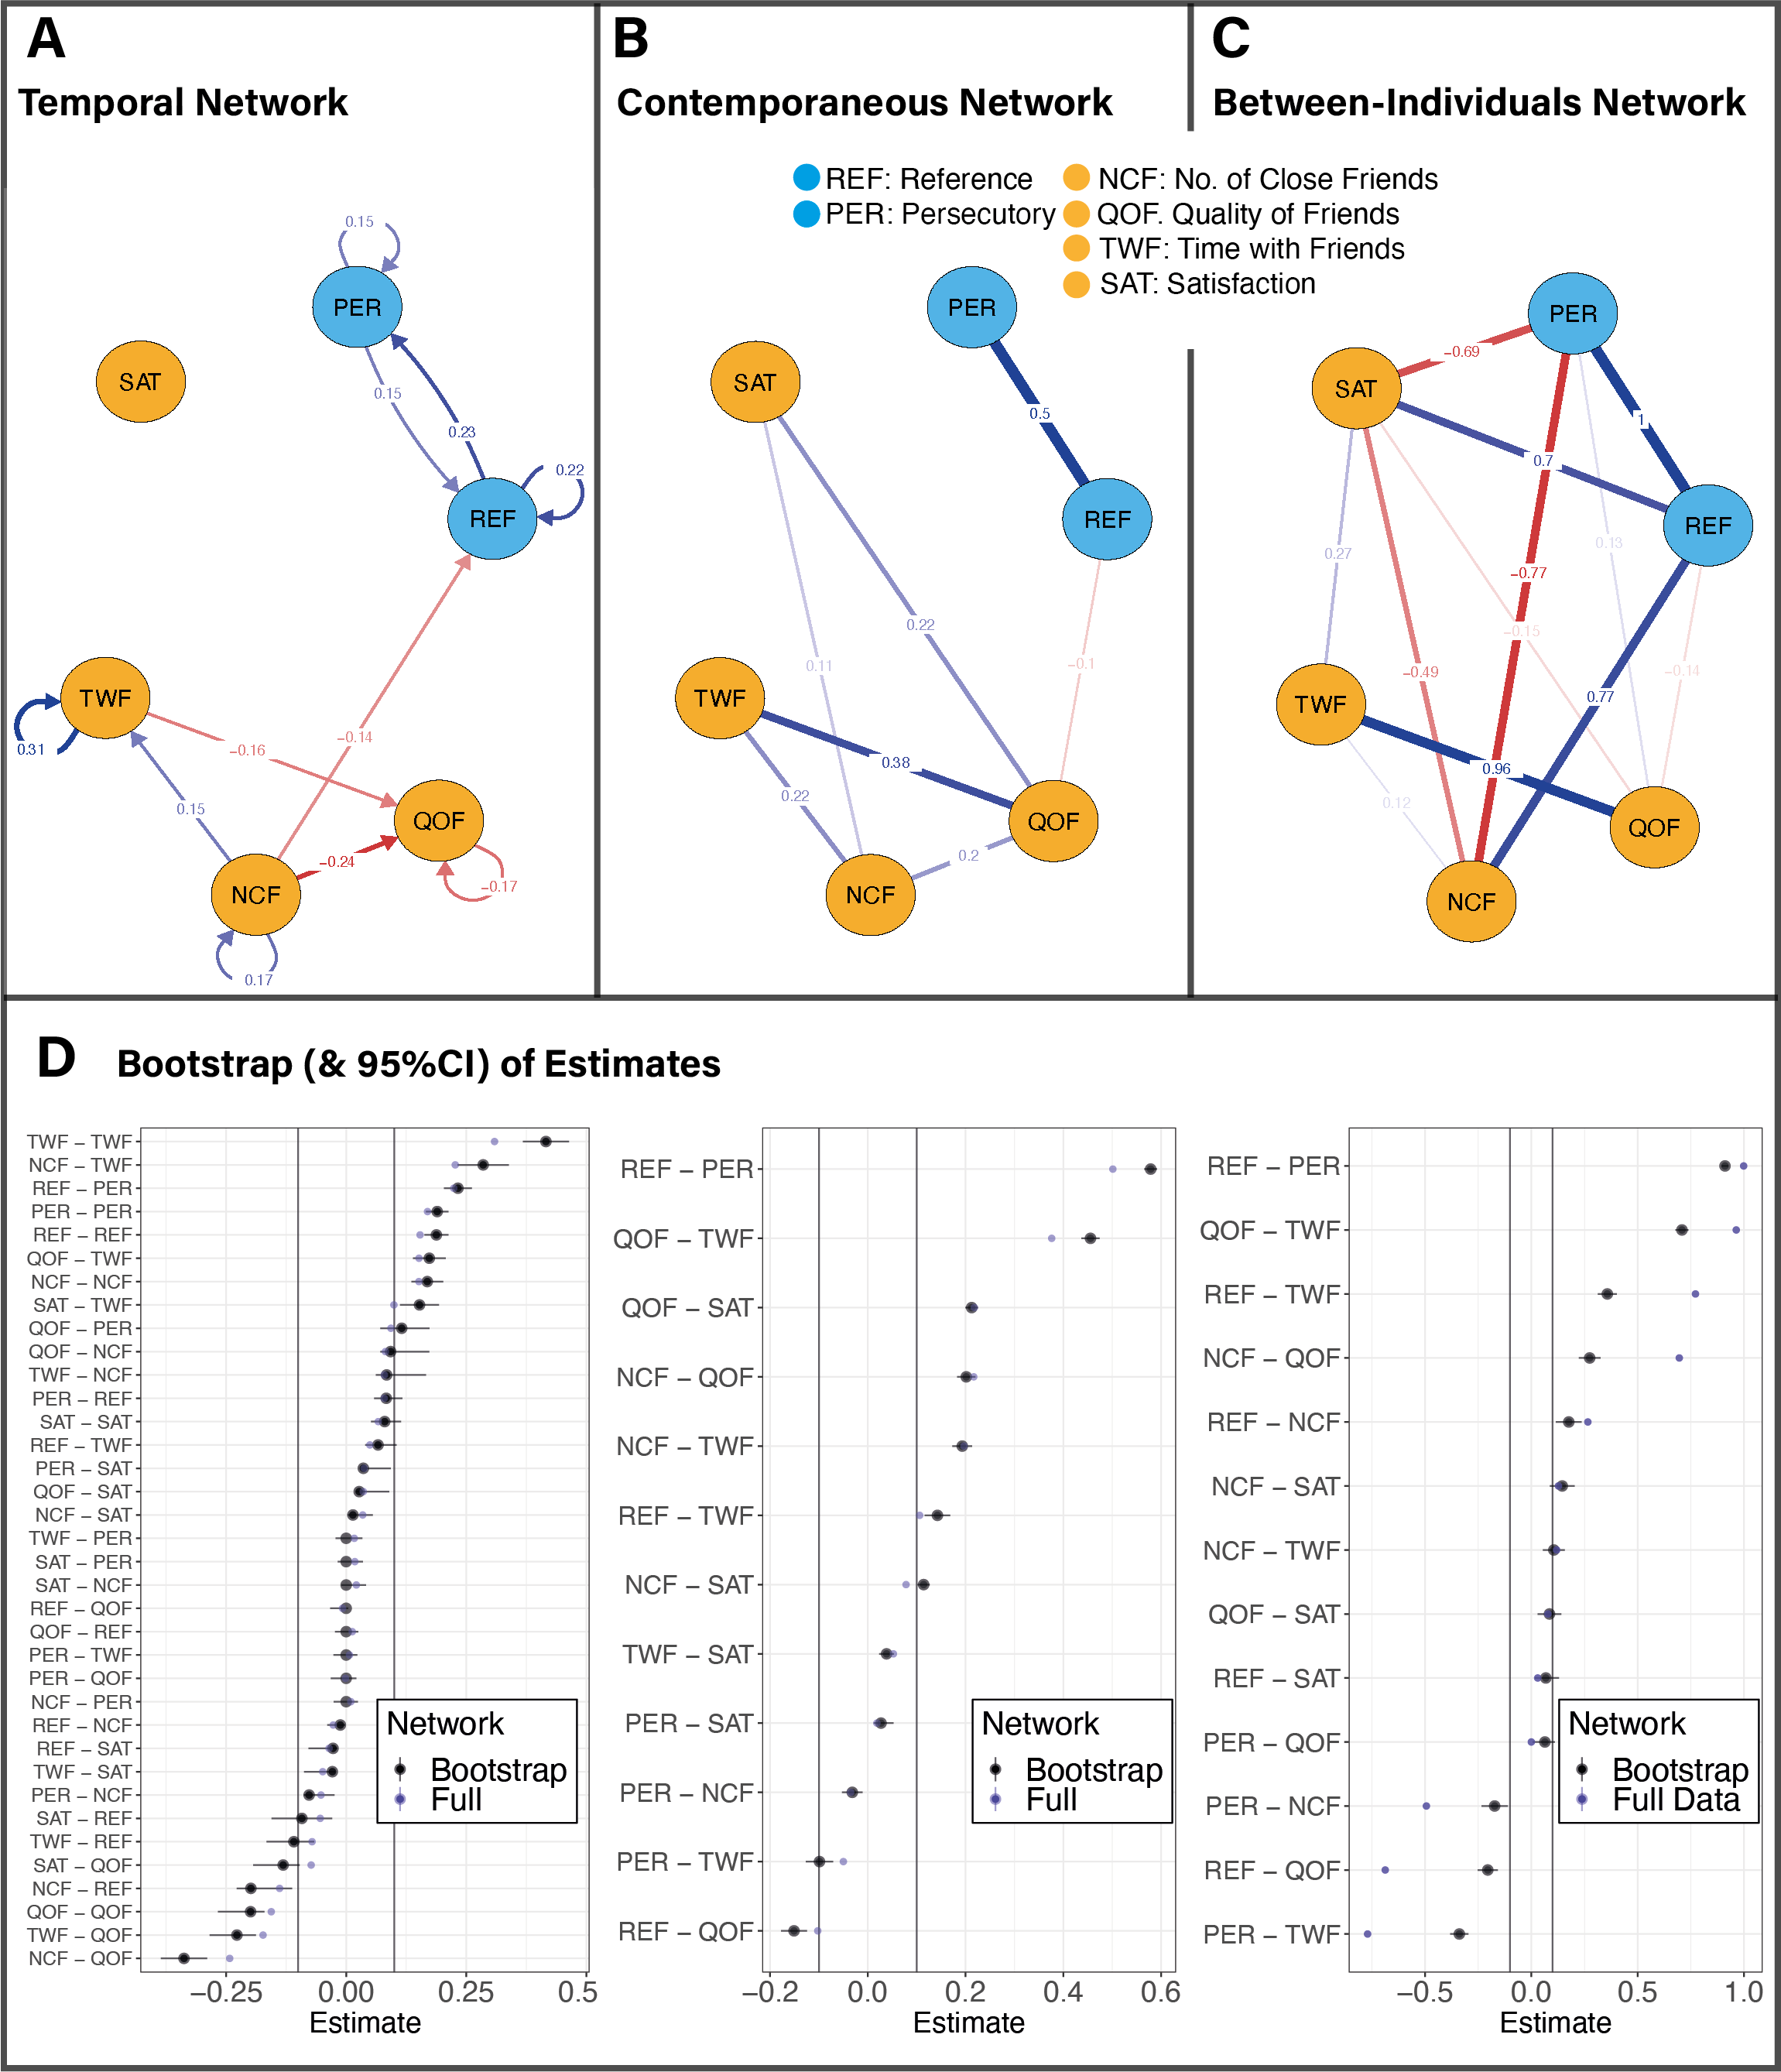 A
Temporal Network
B
Contemporaneous Network
C
Between-Individuals Network
REF: Reference
PER: Persecutory
NCF: No. of Close Friends
QOF. Quality of Friends
TWF: Time with Friends
SAT: Satisfaction
0.15
PER
SAT
0.15
0.23
0.22
REF
TWF
0.31
−0.16
−0.14
0.15
QOF
−0.24
−0.17
NCF
0.17
PER
SAT
0.5
REF
0.22
0.11
−0.1
TWF
0.38
0.22
QOF
0.2
NCF
PER
−0.69
SAT
1
0.7
REF
0.13
0.27
−0.77
−0.15
−0.49
−0.14
0.77
TWF
0.96
0.12
QOF
NCF
D
Bootstrap (& 95%CI) of Estimates
TWF − TWF
NCF − TWF
REF − PER
PER − PER
REF − REF
QOF − TWF
NCF − NCF
SAT − TWF
QOF − PER
QOF − NCF
TWF − NCF
PER − REF
SAT − SAT
REF − TWF
PER − SAT
QOF − SAT
NCF − SAT
TWF − PER
SAT − PER
SAT − NCF
REF − QOF
QOF − REF
PER − TWF
PER − QOF
NCF − PER
REF − NCF
REF − SAT
TWF − SAT
PER − NCF
SAT − REF
TWF − REF
SAT − QOF
NCF − REF
QOF − QOF
TWF − QOF
NCF − QOF
Network
Bootstrap
Full
−0.25 0.00 0.25 0.5
Estimate
REF − PER
QOF − TWF
QOF − SAT
NCF − QOF
NCF − TWF
REF − TWF
NCF − SAT
TWF − SAT
PER − SAT
PER − NCF
PER − TWF
REF − QOF
Network
Bootstrap
Full
−0.2 0.0 0.2 0.4 0.6
Estimate
REF − PER
QOF − TWF
REF − TWF
NCF − QOF
REF − NCF
NCF − SAT
NCF − TWF
QOF − SAT
REF − SAT
PER − QOF
PER − NCF
REF − QOF
PER − TWF
Network
Bootstrap
Full Data
−0.5 0.0 0.5 1.0
Estimate